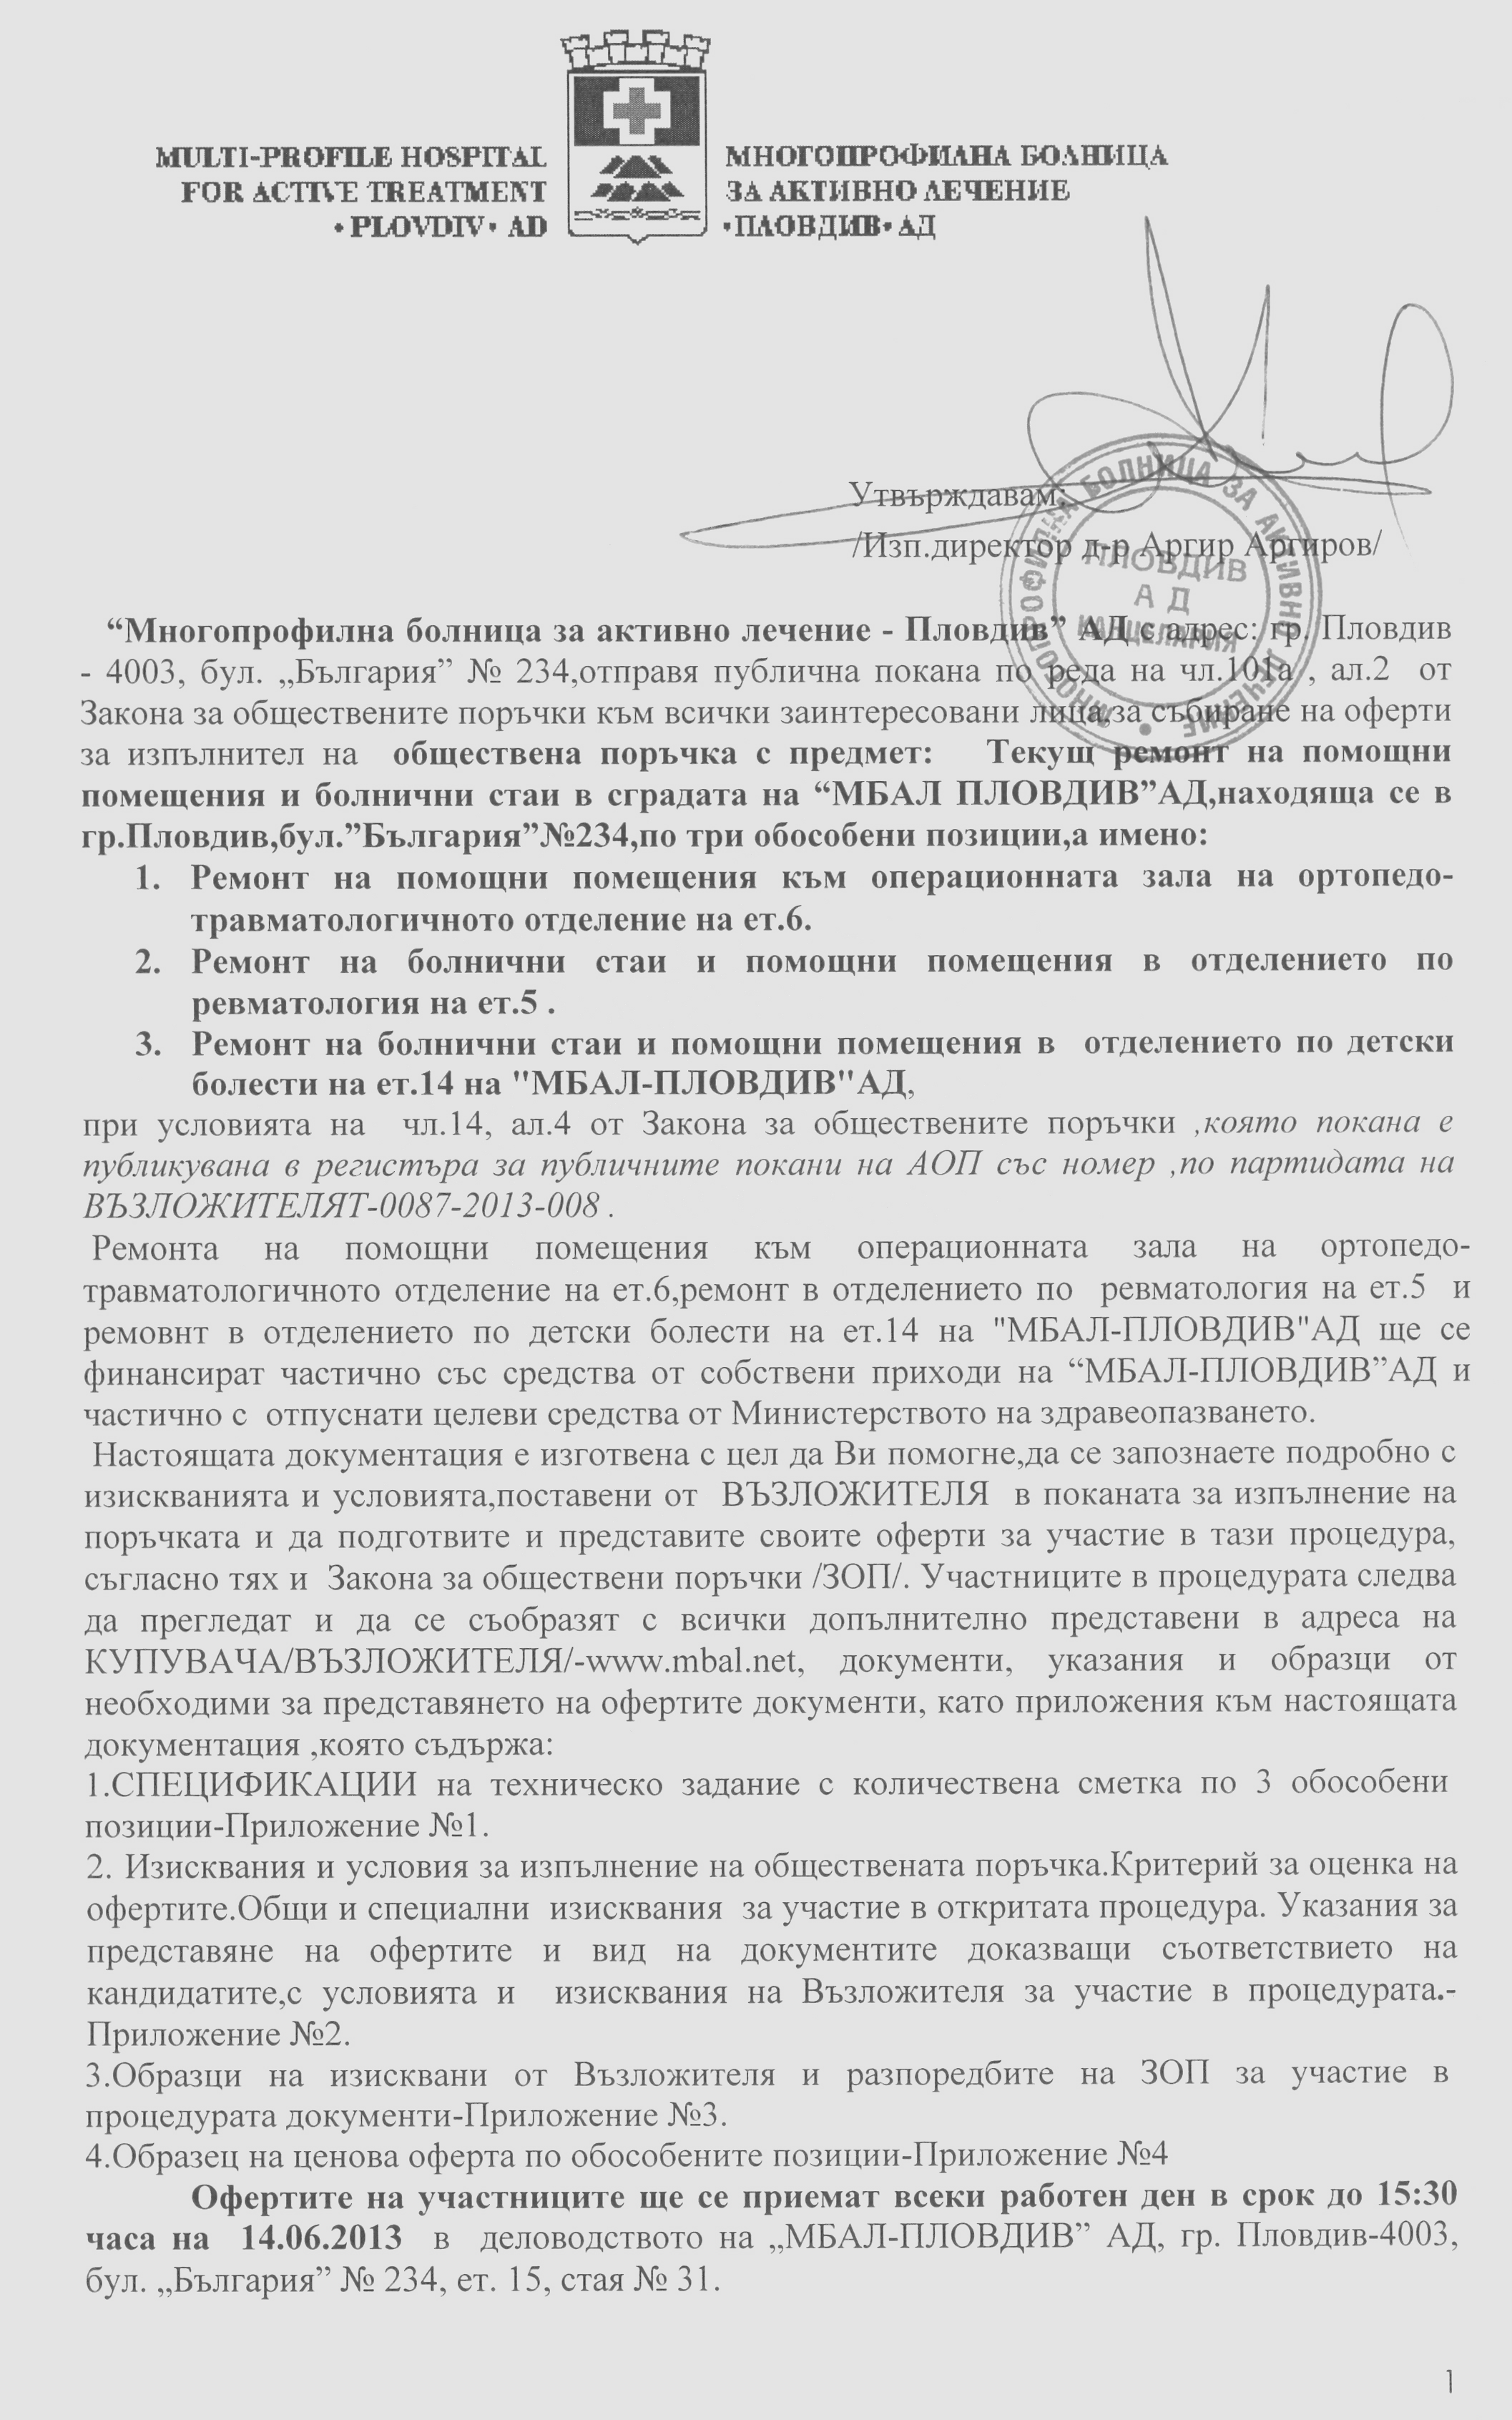 MULTI-PROFILE HOSPITAL
FOR ACTIVE TREATMENT
• PLOVDIV • AD
МНОГОПРОФИЛНА БОЛНИЦА
ЗА АКТИВНО ЛЕЧЕНИЕ
•ПЛОВДИВ• АД
Утвърждавам:
/Изп.директор д-р Аргир Аргиров/
МНОГОПРОФИЛНА БОЛНИЦА ЗА АКТИВНО ЛЕЧЕНИЕ •
ПЛОВДИВ
А Д
КАНЦЕЛАРИЯ
“Многопрофилна болница за активно лечение - Пловдив” АД с адрес: гр. Пловдив
- 4003, бул. „България” № 234,отправя публична покана по реда на чл.101а , ал.2 от
Закона за обществените поръчки към всички заинтересовани лица,за събиране на оферти
за изпълнител на обществена поръчка с предмет: Текущ ремонт на помощни
помещения и болнични стаи в сградата на “МБАЛ ПЛОВДИВ”АД,находяща се в
гр.Пловдив,бул.”България”№234,по три обособени позиции,а имено:
1. Ремонт на помощни помещения към операционната зала на ортопедо-
травматологичното отделение на ет.6.
2. Ремонт на болнични стаи и помощни помещения в отделението по
ревматология на ет.5 .
3. Ремонт на болнични стаи и помощни помещения в отделението по детски
болести на ет.14 на "МБАЛ-ПЛОВДИВ"АД,
при условията на чл.14, ал.4 от Закона за обществените поръчки ,която покана е
публикувана в регистъра за публичните покани на АОП със номер ,по партидата на
ВЪЗЛОЖИТЕЛЯТ-0087-2013-008 .
Ремонта на помощни помещения към операционната зала на ортопедо-
травматологичното отделение на ет.6,ремонт в отделението по ревматология на ет.5 и
ремовнт в отделението по детски болести на ет.14 на "МБАЛ-ПЛОВДИВ"АД ще се
финансират частично със средства от собствени приходи на “МБАЛ-ПЛОВДИВ”АД и
частично с отпуснати целеви средства от Министерството на здравеопазването.
Настоящата документация е изготвена с цел да Ви помогне,да се запознаете подробно с
изискванията и условията,поставени от ВЪЗЛОЖИТЕЛЯ в поканата за изпълнение на
поръчката и да подготвите и представите своите оферти за участие в тази процедура,
съгласно тях и Закона за обществени поръчки /ЗОП/. Участниците в процедурата следва
да прегледат и да се съобразят с всички допълнително представени в адреса на
КУПУВАЧА/ВЪЗЛОЖИТЕЛЯ/-www.mbal.net, документи, указания и образци от
необходими за представянето на офертите документи, като приложения към настоящата
документация ,която съдържа:
1.СПЕЦИФИКАЦИИ на техническо задание с количествена сметка по 3 обособени
позиции-Приложение №1.
2. Изисквания и условия за изпълнение на обществената поръчка.Критерий за оценка на
офертите.Общи и специални изисквания за участие в откритата процедура. Указания за
представяне на офертите и вид на документите доказващи съответствието на
кандидатите,с условията и изисквания на Възложителя за участие в процедурата.-
Приложение №2.
3.Образци на изисквани от Възложителя и разпоредбите на ЗОП за участие в
процедурата документи-Приложение №3.
4.Образец на ценова оферта по обособените позиции-Приложение №4
Офертите на участниците ще се приемат всеки работен ден в срок до 15:30
часа на 14.06.2013 в деловодството на „МБАЛ-ПЛОВДИВ” АД, гр. Пловдив-4003,
бул. „България” № 234, ет. 15, стая № 31.
1